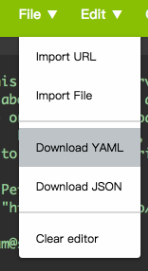 File ▼ Edit ▼
Import URL
Import File
Download YAML
Download JSON
Clear editor